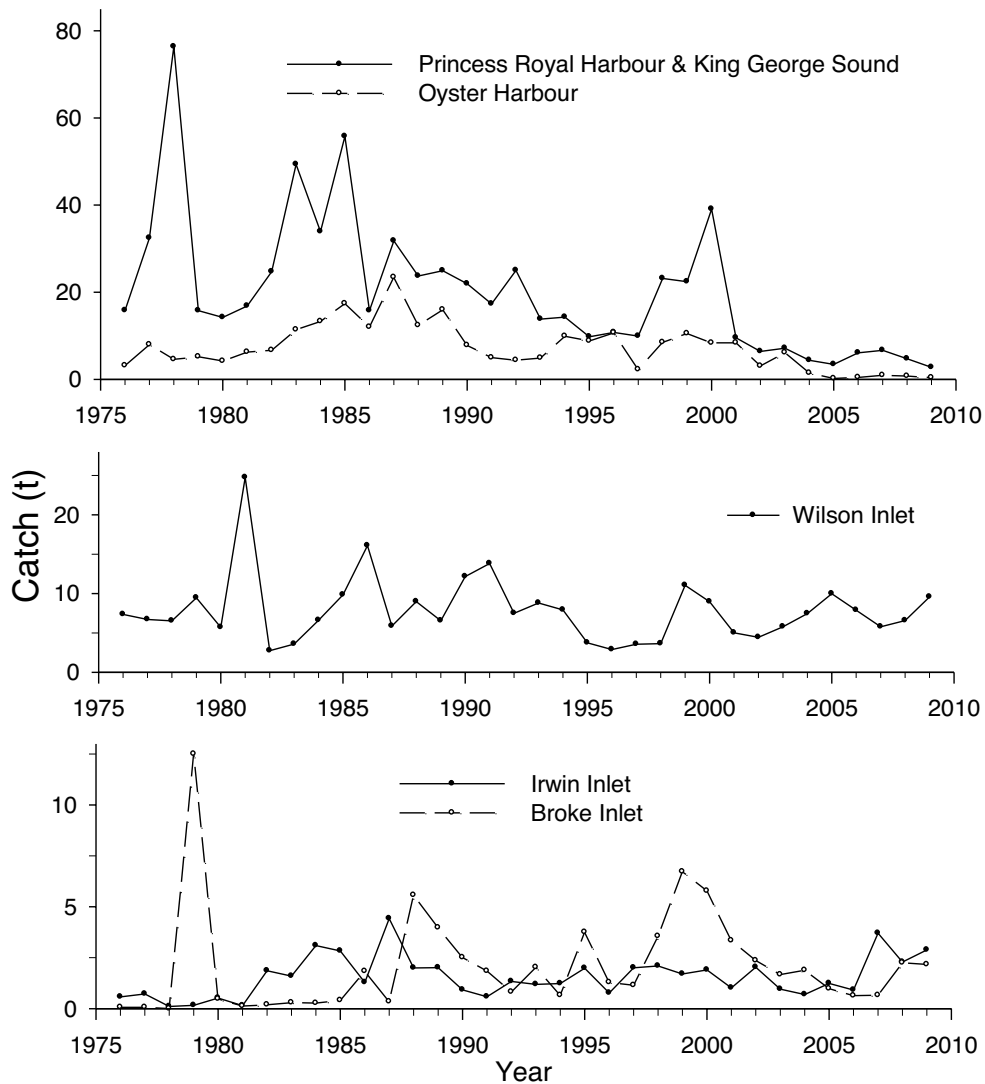 80
Princess Royal Harbour & King George Sound
Oyster Harbour
60
40
20
0
1975 1980 1985 1990 1995 2000 2005 2010
Catch (t)
20
Wilson Inlet
10
0
1975 1980 1985 1990 1995 2000 2005 2010
Irwin Inlet
10
Broke Inlet
5
0
1975 1980 1985 1990 1995 2000 2005 2010
Year